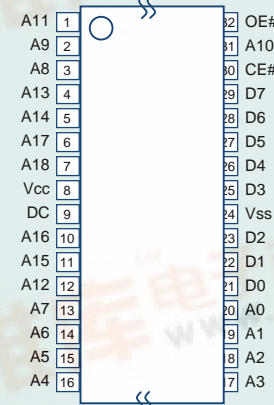 A11 1 32 OE#
A9 2 31 A10
A8 3 30 CE#
A13 4 29 D7
A14 5 28 D6
A17 6 27 D5
A18 7 26 D4
Vcc 8 25 D3
DC 9 24 Vss
A16 10 23 D2
A15 11 22 D1
A12 12 21 D0
A7 13 20 A0
A6 14 19 A1
A5 15 18 A2
A4 16 17 A3